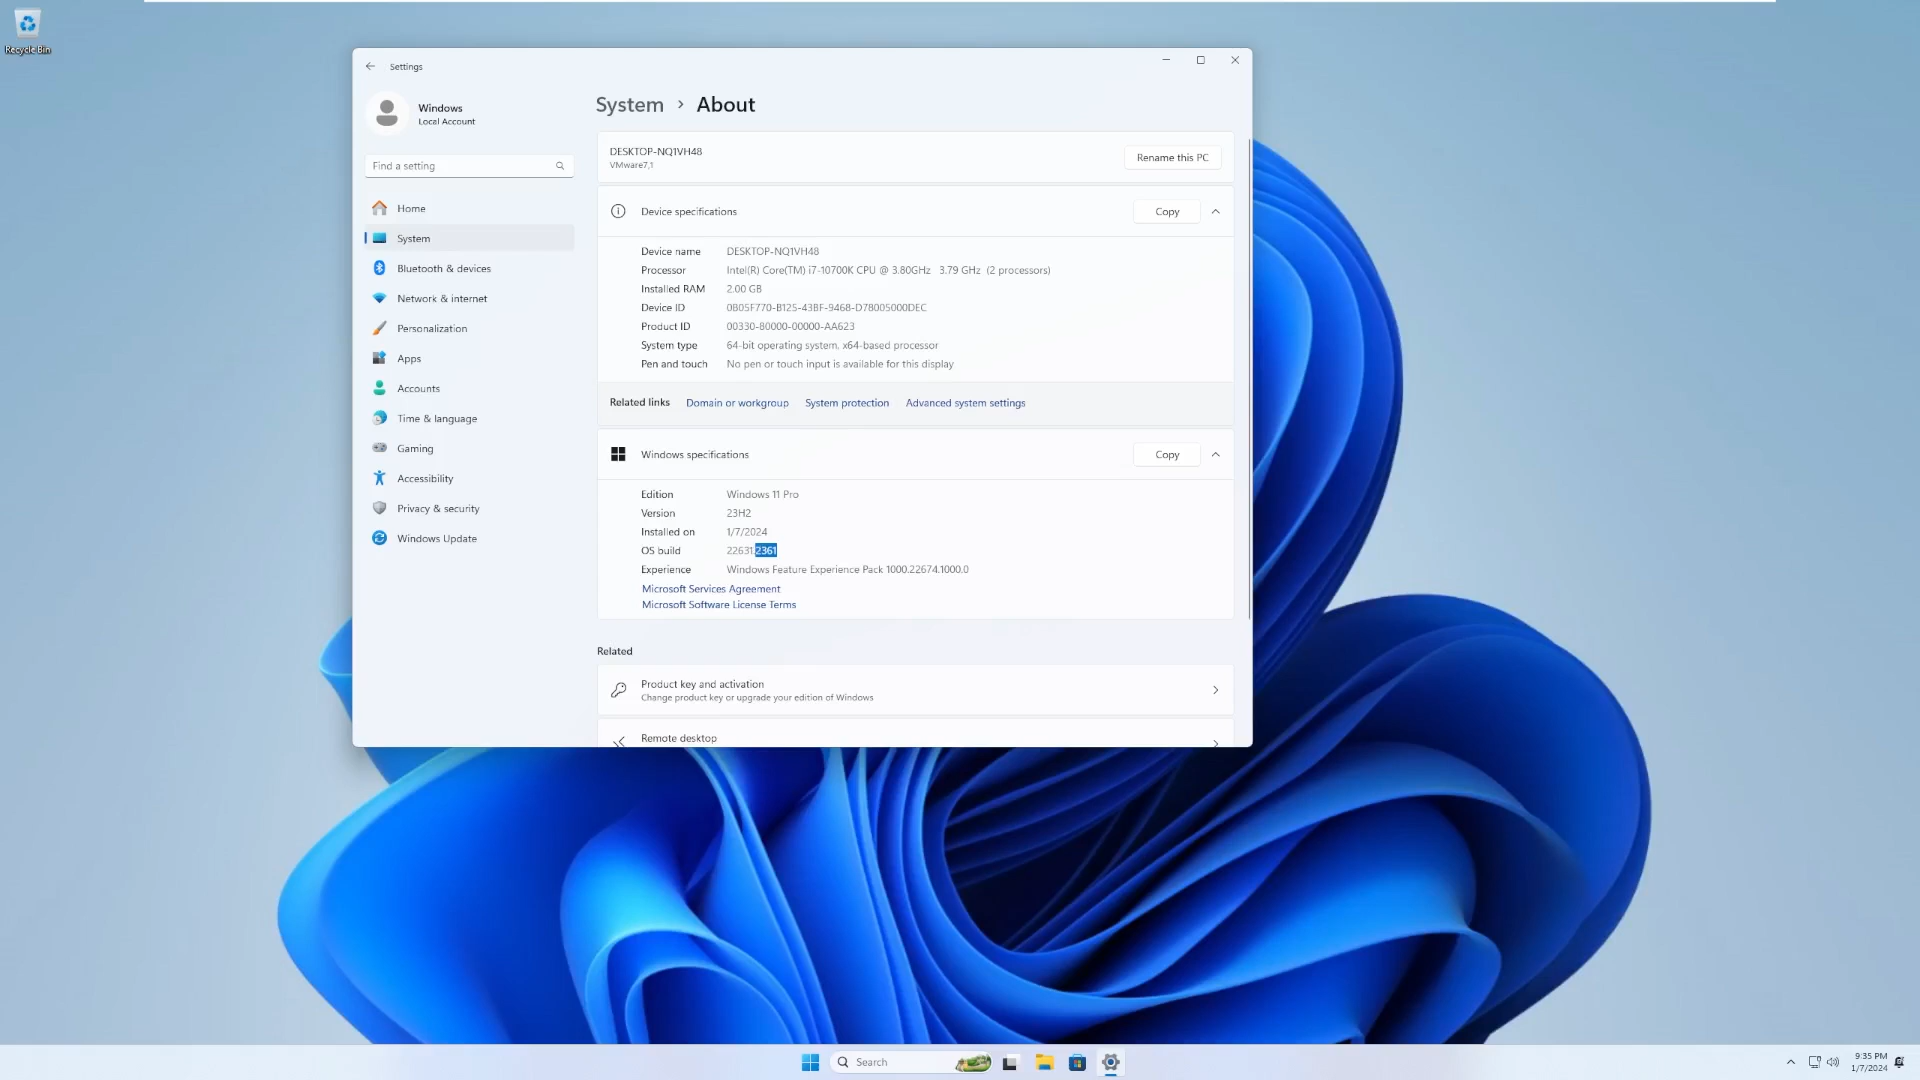 Recycle Bin
Settings
Windows
Local Account
Find a setting
Home
System
Bluetooth & devices
Network & internet
Personalization
Apps
Accounts
Time & language
Gaming
Accessibility
Privacy & security
Windows Update
System > About
DESKTOP-NQ1VH48
VMware7,1
Rename this PC
Device specifications
Copy
Device name DESKTOP-NQ1VH48
Processor Intel(R) Core(TM) i7-10700K CPU @ 3.80GHz 3.79 GHz (2 processors)
Installed RAM 2.00 GB
Device ID 0B05F770-B125-43BF-9468-D78005000DEC
Product ID 00330-80000-00000-AA623
System type 64-bit operating system, x64-based processor
Pen and touch No pen or touch input is available for this display
Related links Domain or workgroup System protection Advanced system settings
Windows specifications
Copy
Edition Windows 11 Pro
Version 23H2
Installed on 1/7/2024
OS build 22631.2361
Experience Windows Feature Experience Pack 1000.22674.1000.0
Microsoft Services Agreement
Microsoft Software License Terms
Related
Product key and activation
Change product key or upgrade your edition of Windows
Remote desktop
Search
9:35 PM
1/7/2024